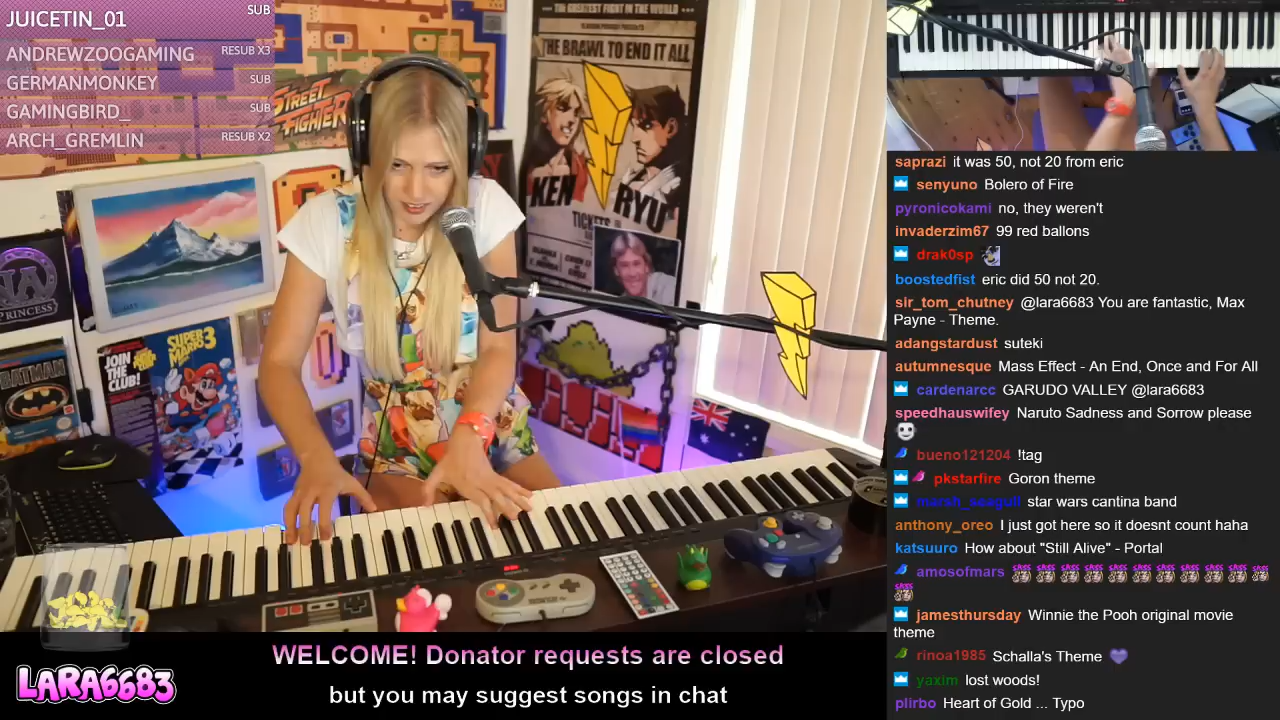 JUICETIN_01 SUB
ANDREWZOOGAMING RESUB X3
GERMANMONKEY SUB
GAMINGBIRD_ SUB
ARCH_GREMLIN RESUB X2
THE BRAWL TO END IT ALL
STREET
FIGHTER
KEN
RYU
TICKETS
PRINCESS
BATMAN
JOIN
THE
CLUB!
SUPER
MARIO 3
saprazi it was 50, not 20 from eric
senyuno Bolero of Fire
pyronicokami no, they weren't
invaderzim67 99 red ballons
drak0sp
boostedfist eric did 50 not 20.
sir_tom_chutney @lara6683 You are fantastic, Max
Payne - Theme.
adangstardust suteki
autumnesque Mass Effect - An End, Once and For All
cardenarcc GARUDO VALLEY @lara6683
speedhauswifey Naruto Sadness and Sorrow please
bueno121204 !tag
pkstarfire Goron theme
marsh_seagull star wars cantina band
anthony_oreo I just got here so it doesnt count haha
katsuuro How about "Still Alive" - Portal
amosofmars
jamesthursday Winnie the Pooh original movie
theme
rinoa1985 Schalla's Theme
yaxim lost woods!
plirbo Heart of Gold ... Typo
LARA6683
WELCOME! Donator requests are closed
but you may suggest songs in chat